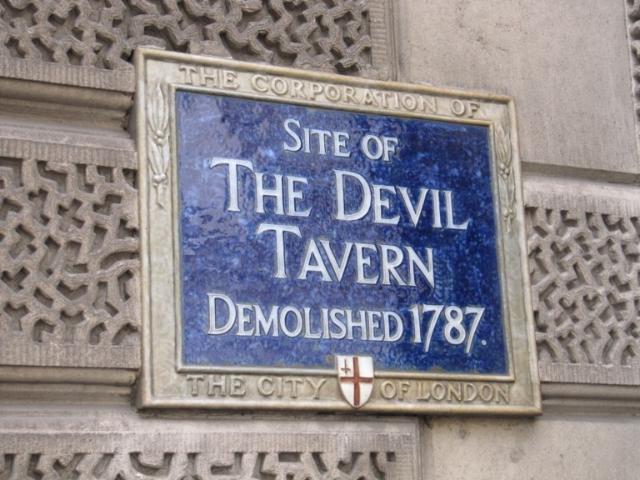 THE CORPORATION OF
SITE OF
THE DEVIL
TAVERN
DEMOLISHED 1787.
THE CITY OF LONDON